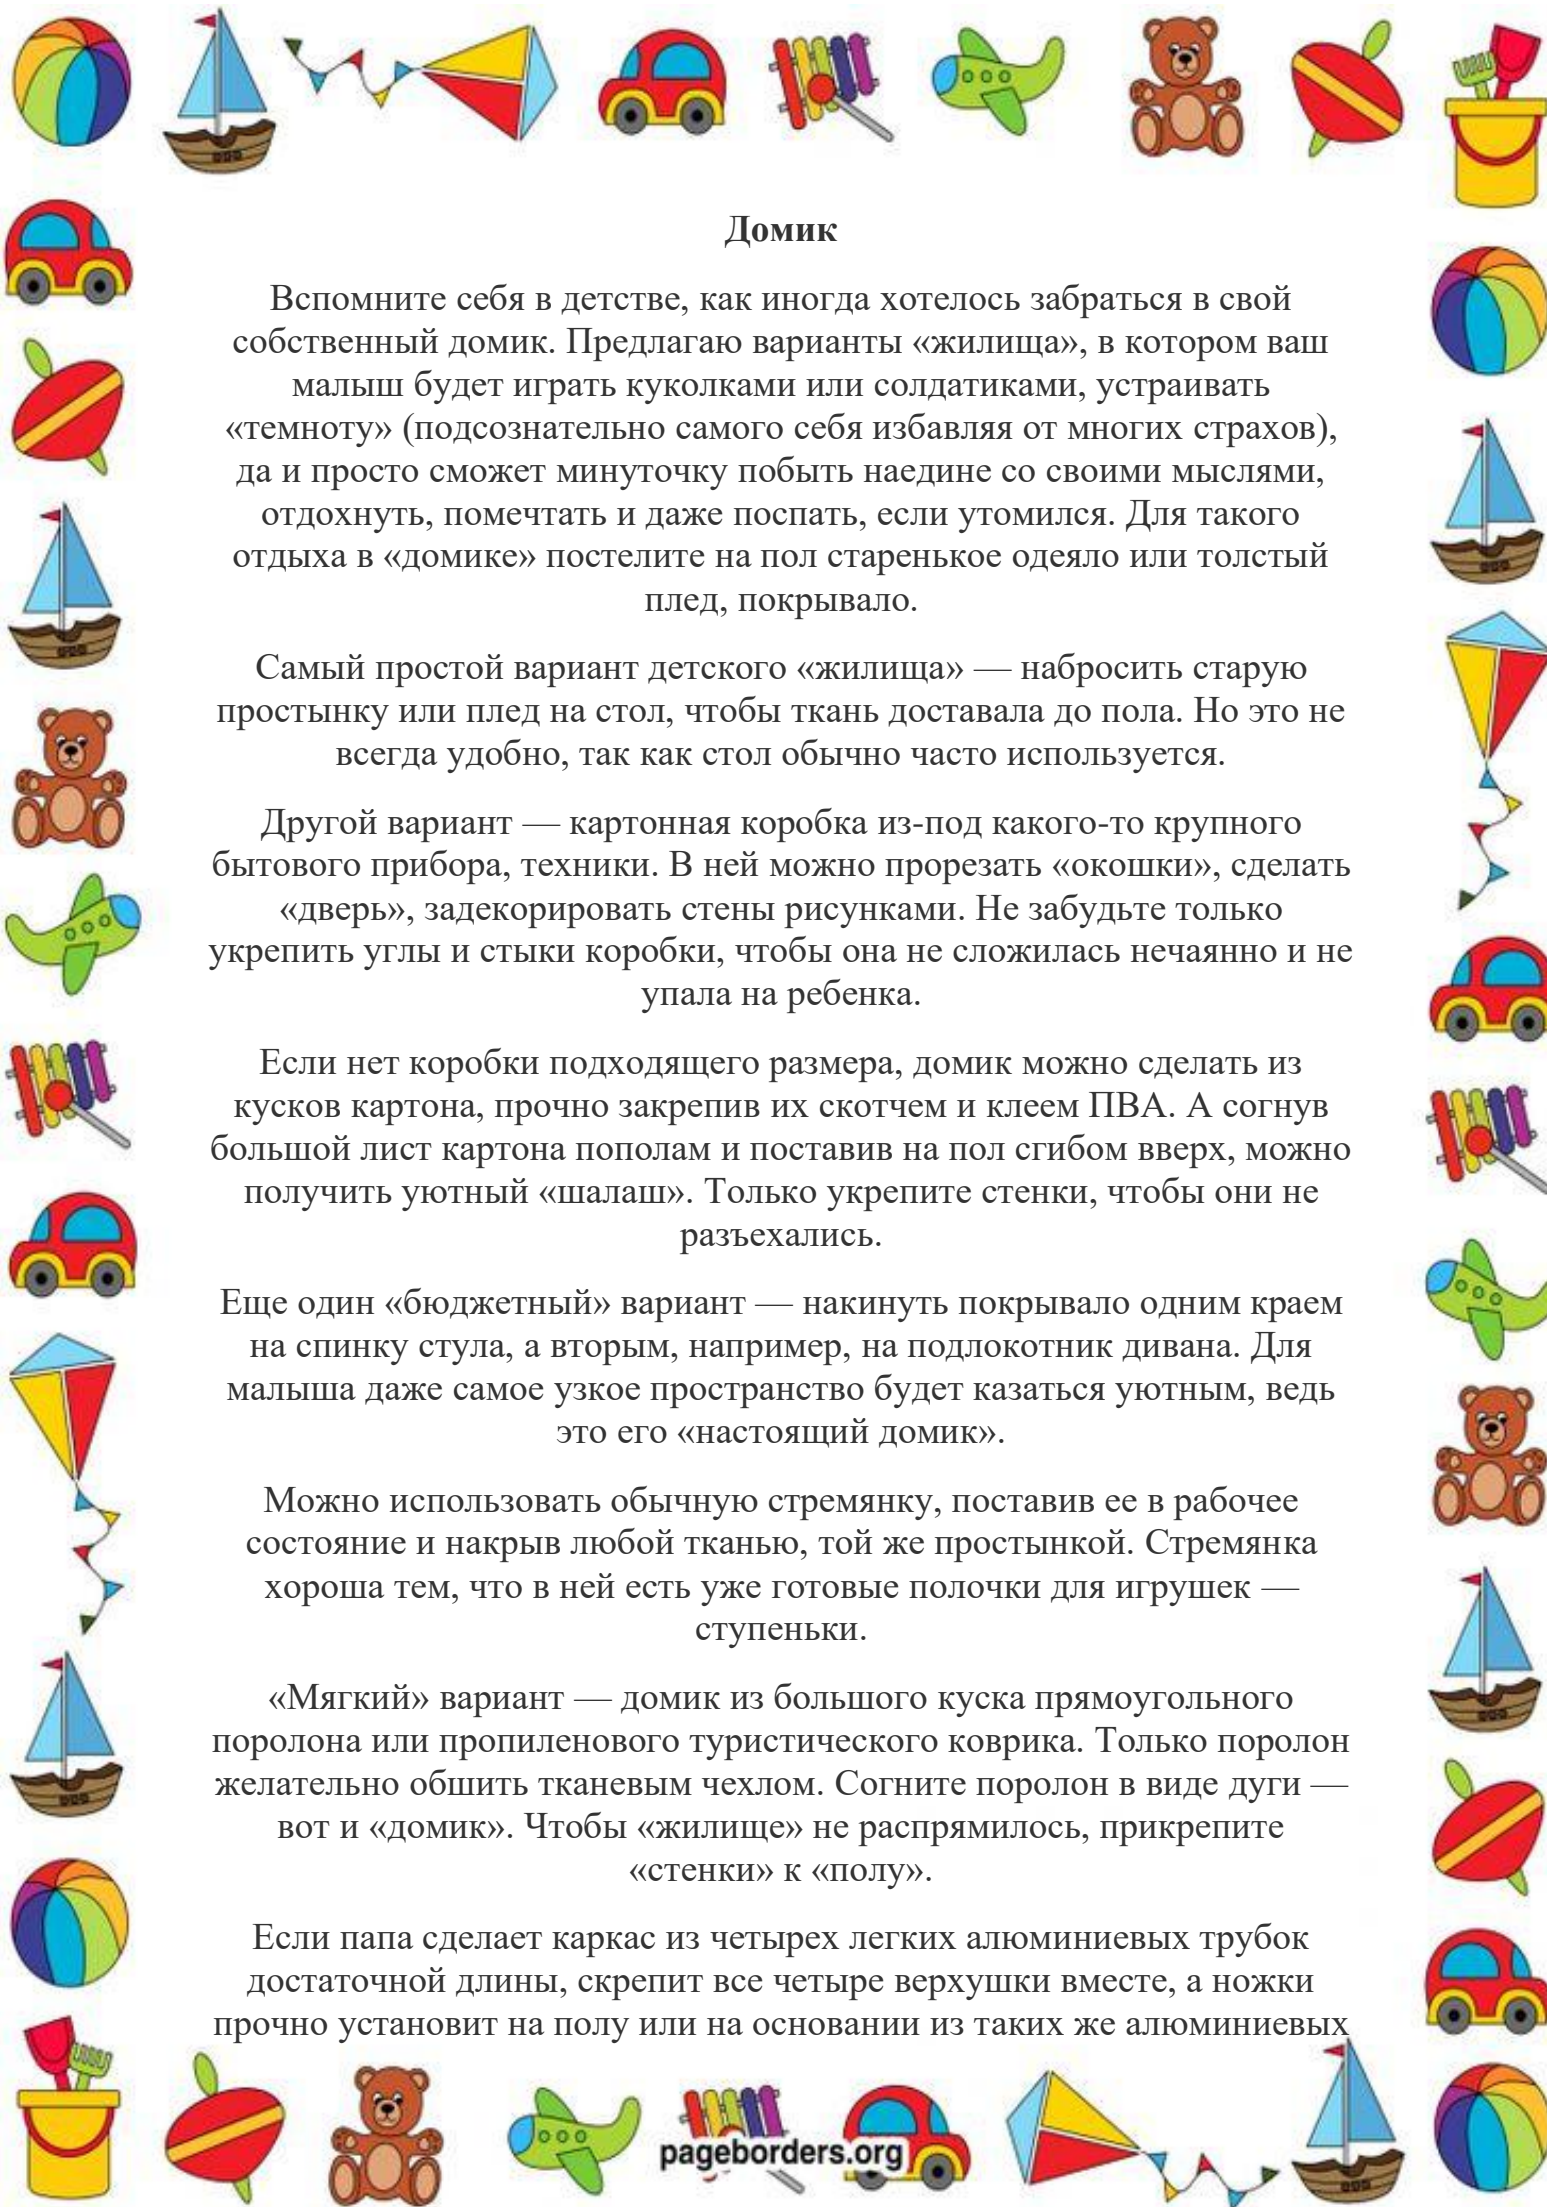 Домик
Вспомните себя в детстве, как иногда хотелось забраться в свой
собственный домик. Предлагаю варианты «жилища», в котором ваш
малыш будет играть куколками или солдатиками, устраивать
«темноту» (подсознательно самого себя избавляя от многих страхов),
да и просто сможет минуточку побыть наедине со своими мыслями,
отдохнуть, помечтать и даже поспать, если утомился. Для такого
отдыха в «домике» постелите на пол старенькое одеяло или толстый
плед, покрывало.
Самый простой вариант детского «жилища» — набросить старую
простынку или плед на стол, чтобы ткань доставала до пола. Но это не
всегда удобно, так как стол обычно часто используется.
Другой вариант — картонная коробка из-под какого-то крупного
бытового прибора, техники. В ней можно прорезать «окошки», сделать
«дверь», задекорировать стены рисунками. Не забудьте только
укрепить углы и стыки коробки, чтобы она не сложилась нечаянно и не
упала на ребенка.
Если нет коробки подходящего размера, домик можно сделать из
кусков картона, прочно закрепив их скотчем и клеем ПВА. А согнув
большой лист картона пополам и поставив на пол сгибом вверх, можно
получить уютный «шалаш». Только укрепите стенки, чтобы они не
разъехались.
Еще один «бюджетный» вариант — накинуть покрывало одним краем
на спинку стула, а вторым, например, на подлокотник дивана. Для
малыша даже самое узкое пространство будет казаться уютным, ведь
это его «настоящий домик».
Можно использовать обычную стремянку, поставив ее в рабочее
состояние и накрыв любой тканью, той же простынкой. Стремянка
хороша тем, что в ней есть уже готовые полочки для игрушек —
ступеньки.
«Мягкий» вариант — домик из большого куска прямоугольного
поролона или пропиленового туристического коврика. Только поролон
желательно обшить тканевым чехлом. Согните поролон в виде дуги —
вот и «домик». Чтобы «жилище» не распрямилось, прикрепите
«стенки» к «полу».
Если папа сделает каркас из четырех легких алюминиевых трубок
достаточной длины, скрепит все четыре верхушки вместе, а ножки
прочно установит на полу или на основании из таких же алюминиевых
pageborders.org